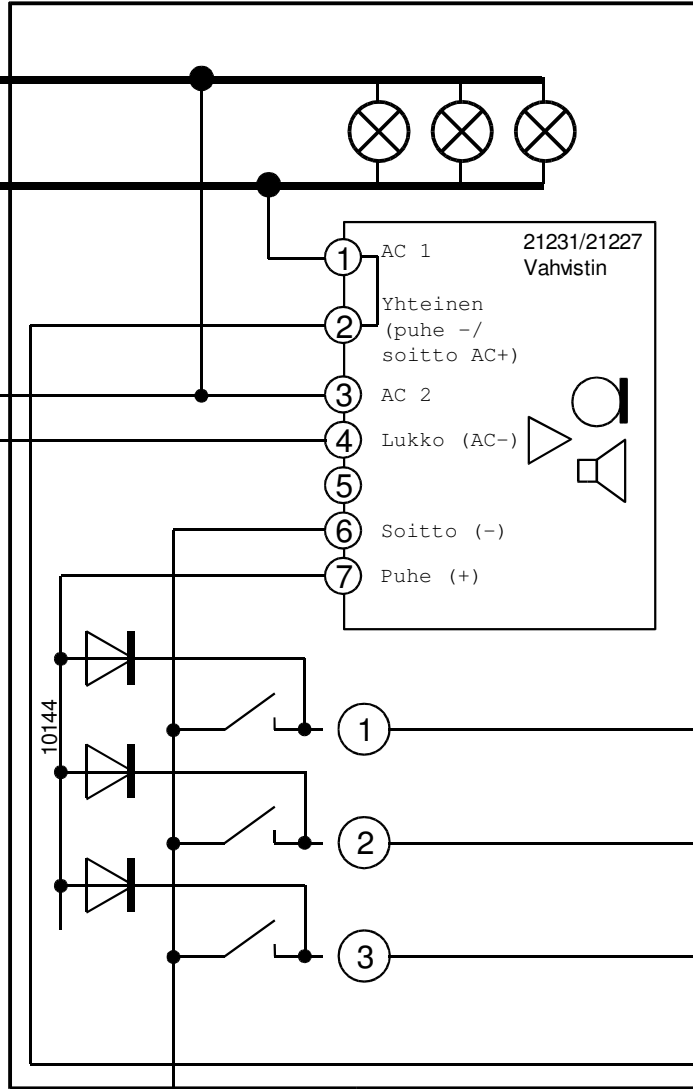 21231/21227
Vahvistin
1 AC 1
2 Yhteinen
(puhe -/
soitto AC+)
3 AC 2
4 Lukko (AC-)
5
6 Soitto (-)
7 Puhe (+)
10144
1
2
3